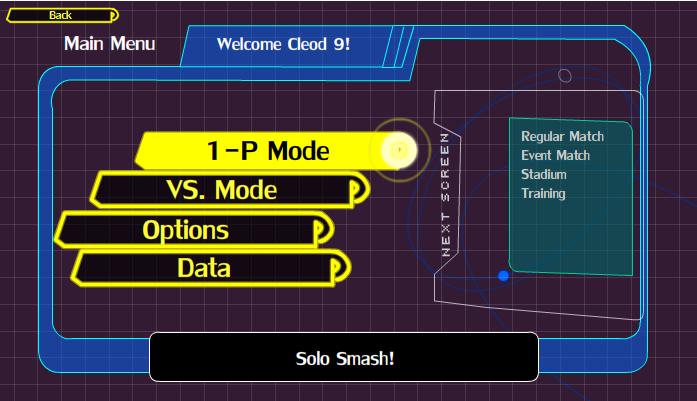 Back
Main Menu
Welcome Cleod 9!
1-P Mode
VS. Mode
Options
Data
NEXT SCREEN
Regular Match
Event Match
Stadium
Training
Solo Smash!